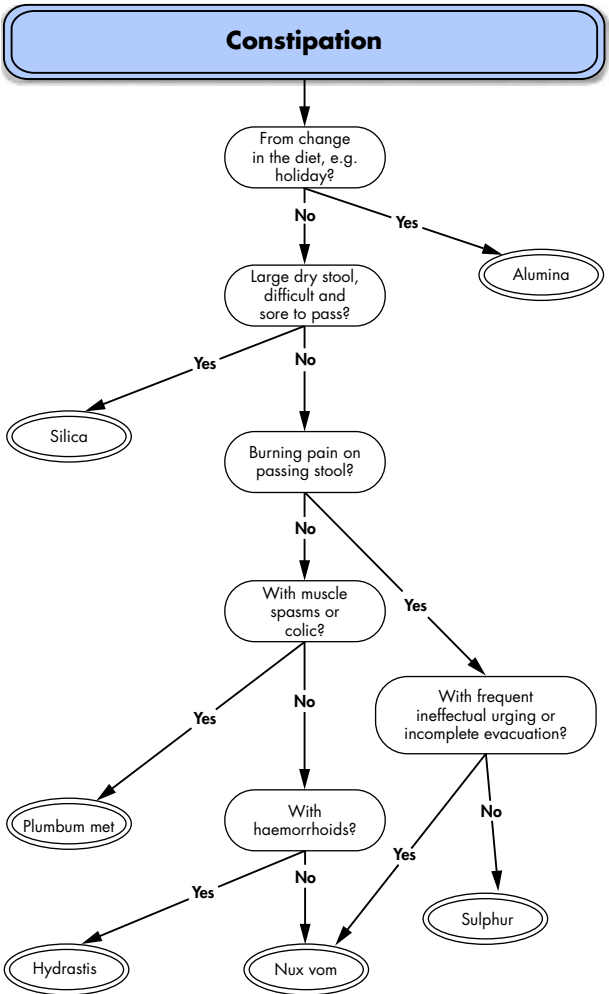 Constipation
From change
in the diet, e.g.
holiday?
No
Yes
Large dry stool,
difficult and
sore to pass?
Alumina
Yes
No
Silica
Burning pain on
passing stool?
No
Yes
With muscle
spasms or
colic?
Yes
No
With frequent
ineffectual urging or
incomplete evacuation?
Plumbum met
With
haemorrhoids?
No
Yes
Yes
No
Sulphur
Hydrastis
Nux vom